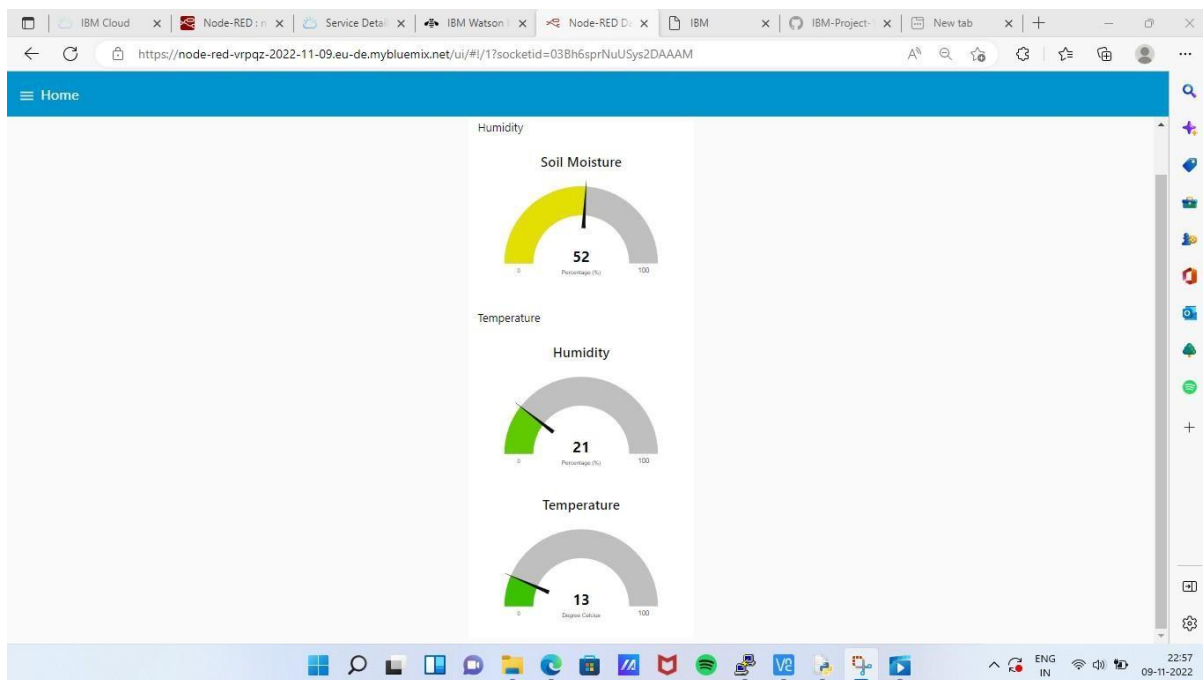 IBM Cloud
Node-RED : n
Service Detail
IBM Watson
Node-RED D
IBM
IBM-Project-
New tab
https://node-red-vrpqz-2022-11-09.eu-de.mybluemix.net/ui/#!/1?socketid=03Bh6sprNuUSys2DAAAM
Home
Humidity
Soil Moisture
52
Percentage (%)
0
100
Temperature
Humidity
21
Percentage (%)
0
100
Temperature
13
Degree Celcius
0
100
ENG
IN
22:57
09-11-2022